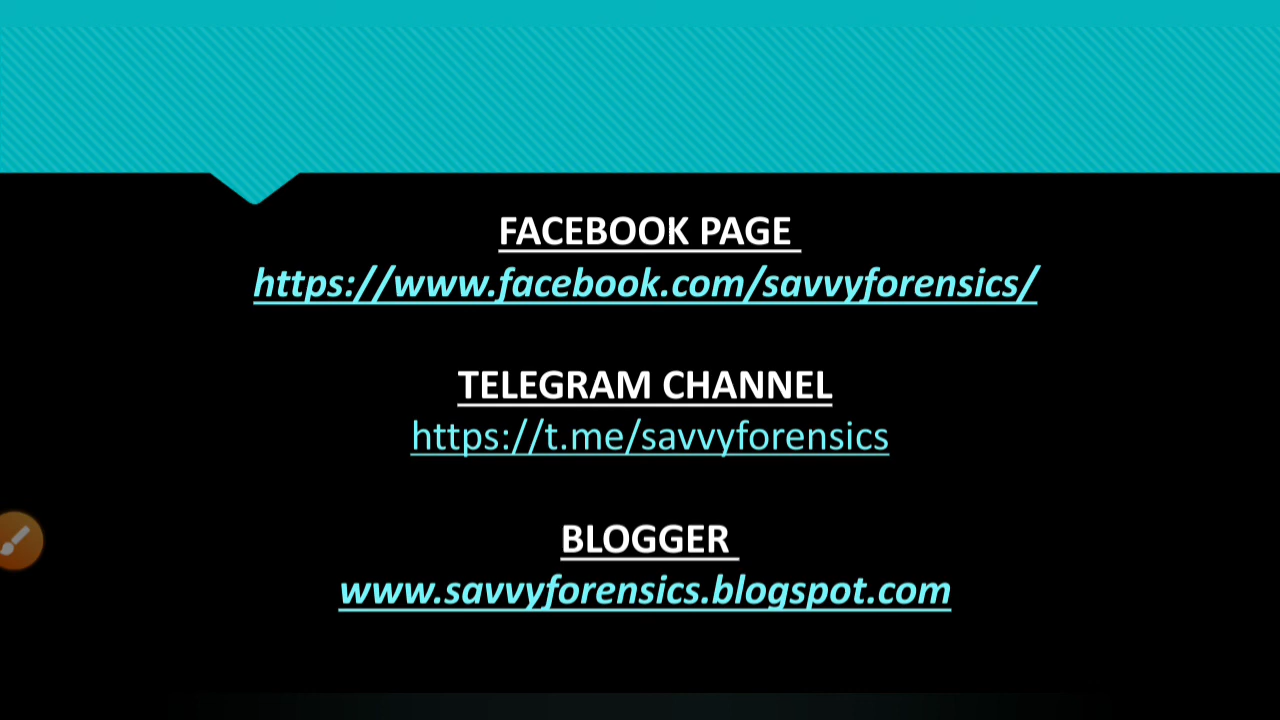 FACEBOOK PAGE
https://www.facebook.com/savvyforensics/
TELEGRAM CHANNEL
https://t.me/savvyforensics
BLOGGER
www.savvyforensics.blogspot.com